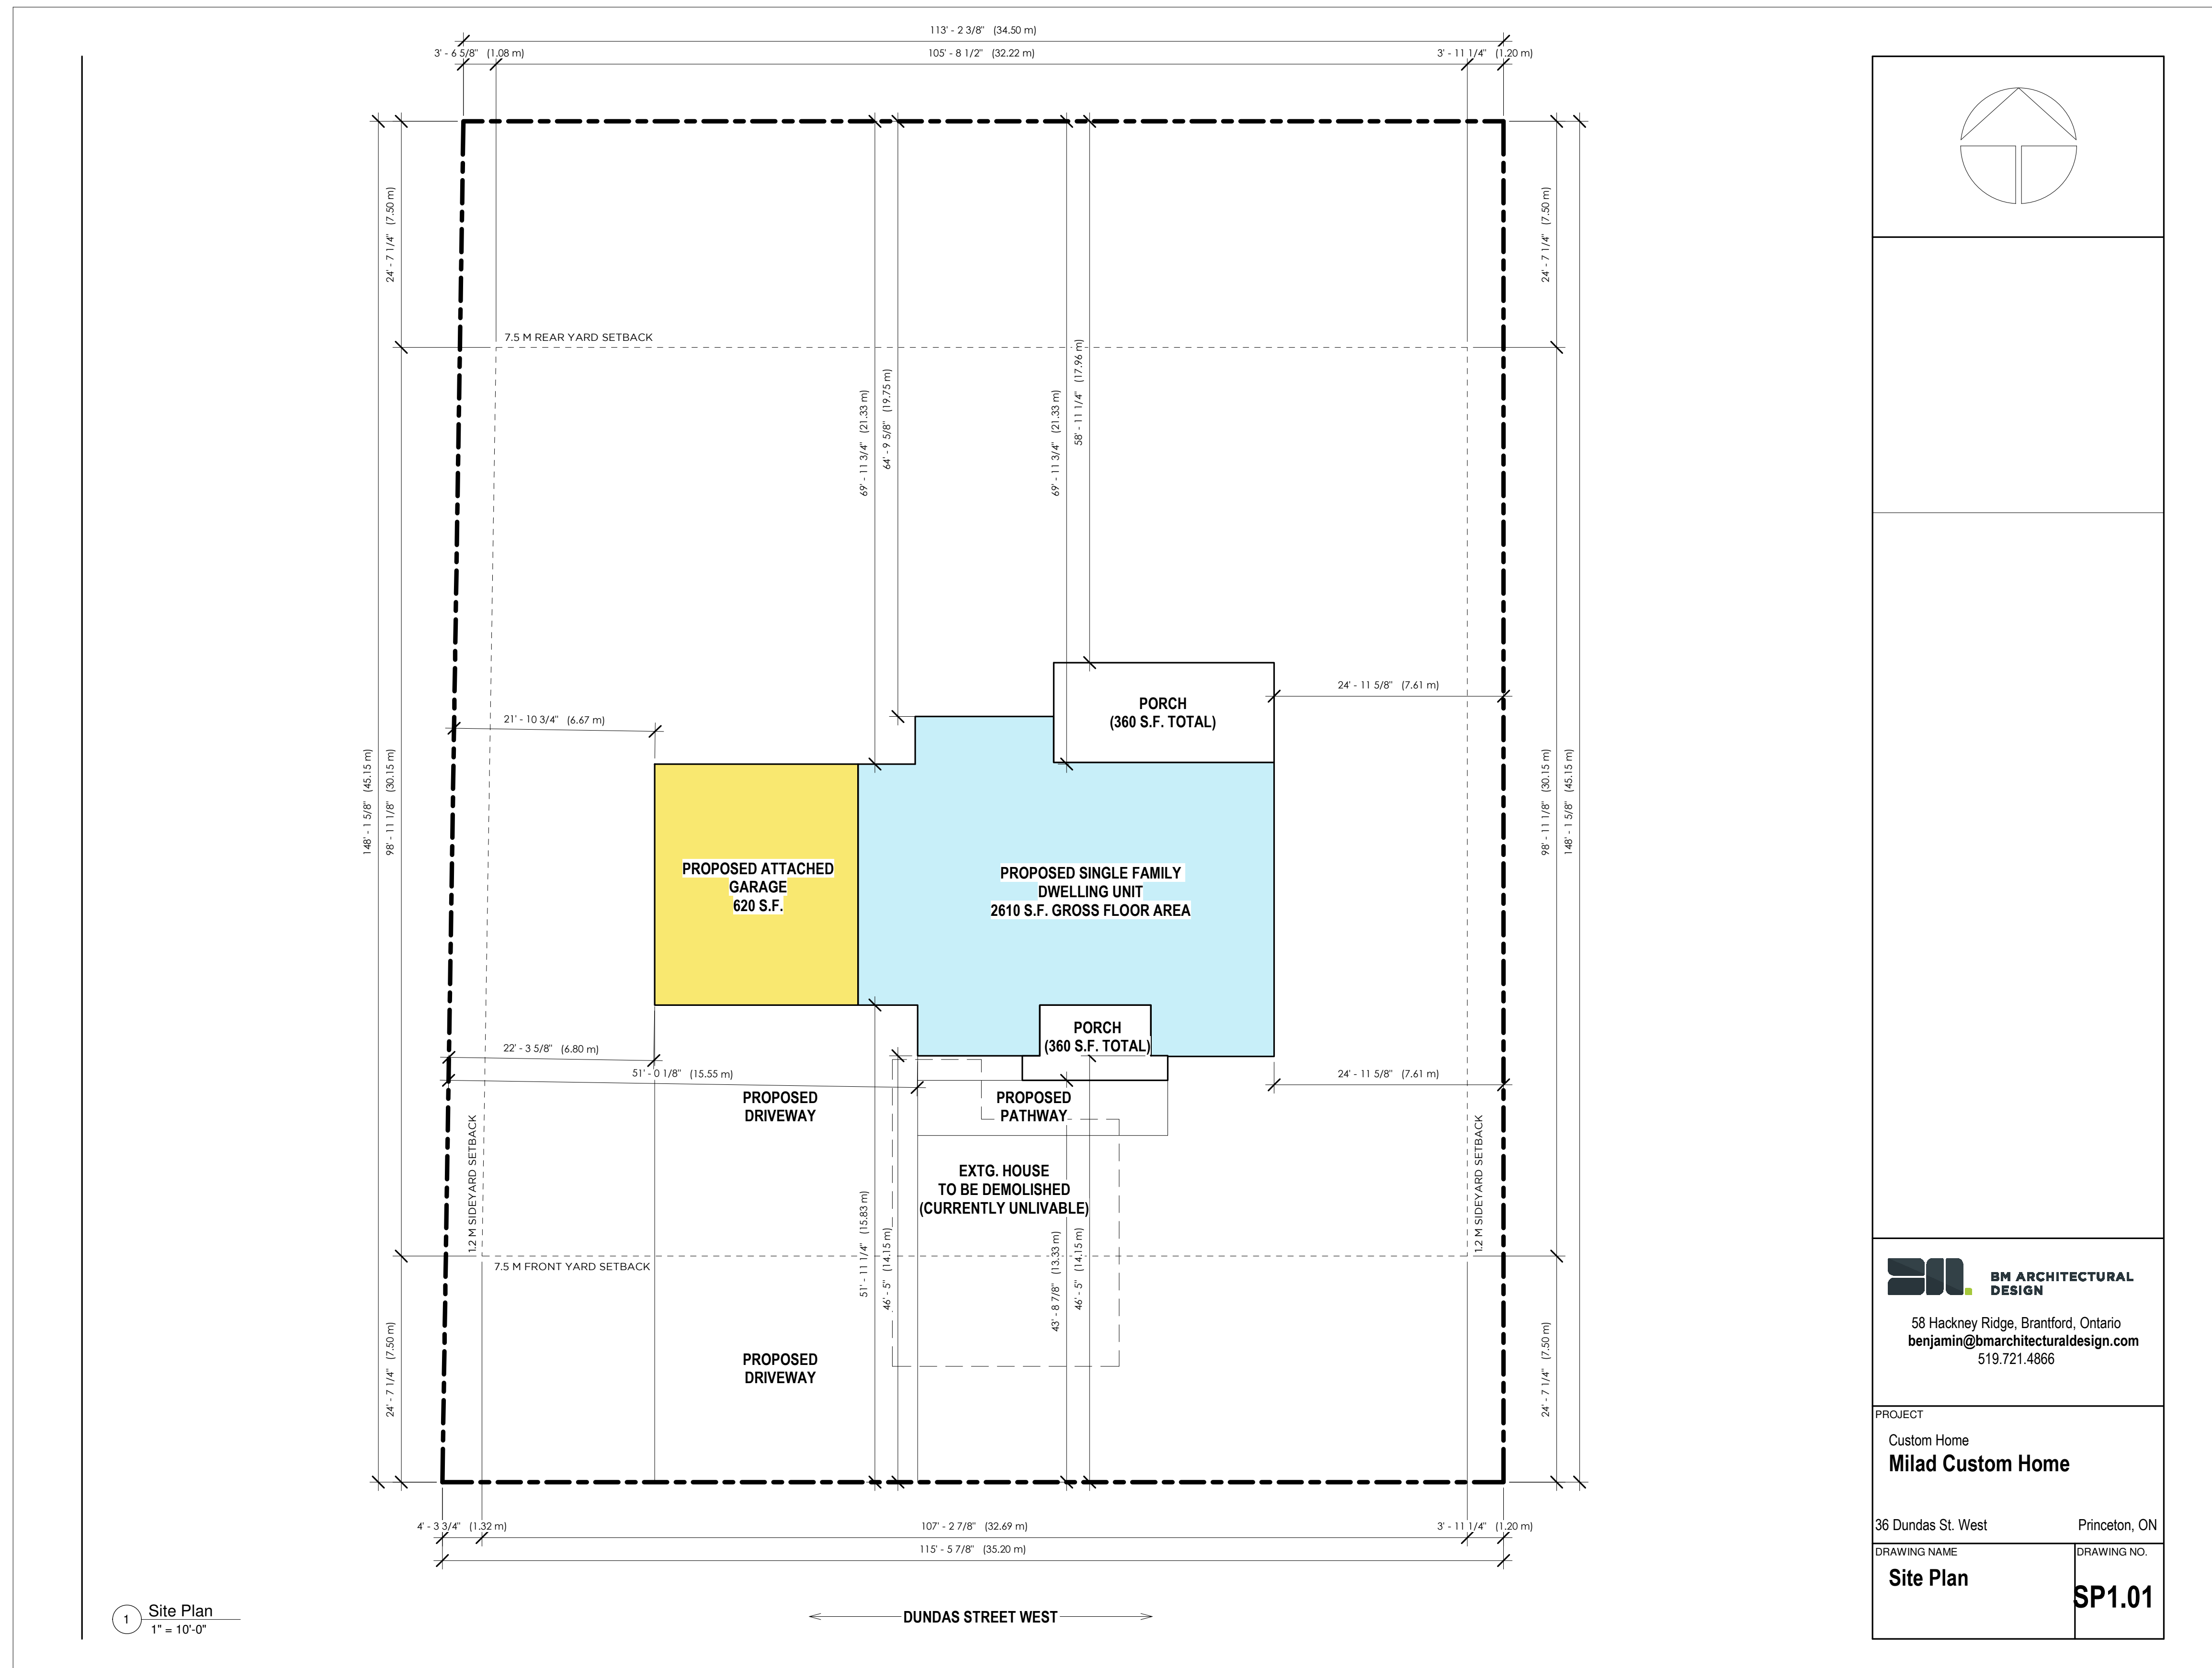 113' - 2 3/8" (34.50 m)
3' - 6 5/8" (1.08 m)
105' - 8 1/2" (32.22 m)
3' - 11 1/4" (1.20 m)
24' - 7 1/4" (7.50 m)
24' - 7 1/4" (7.50 m)
7.5 M REAR YARD SETBACK
69' - 11 3/4" (21.33 m)
64' - 9 5/8" (19.75 m)
69' - 11 3/4" (21.33 m)
58' - 11 1/4" (17.96 m)
24' - 11 5/8" (7.61 m)
PORCH
(360 S.F. TOTAL)
21' - 10 3/4" (6.67 m)
148' - 1 5/8" (45.15 m)
98' - 11 1/8" (30.15 m)
98' - 11 1/8" (30.15 m)
148' - 1 5/8" (45.15 m)
PROPOSED ATTACHED
GARAGE
620 S.F.
PROPOSED SINGLE FAMILY
DWELLING UNIT
2610 S.F. GROSS FLOOR AREA
PORCH
(360 S.F. TOTAL)
22' - 3 5/8" (6.80 m)
51' - 0 1/8" (15.55 m)
24' - 11 5/8" (7.61 m)
PROPOSED
DRIVEWAY
PROPOSED
PATHWAY
1.2 M SIDEYARD SETBACK
1.2 M SIDEYARD SETBACK
EXTG. HOUSE
TO BE DEMOLISHED
(CURRENTLY UNLIVABLE)
51' - 11 1/4" (15.83 m)
46' - 5" (14.15 m)
43' - 8 7/8" (13.33 m)
46' - 5" (14.15 m)
7.5 M FRONT YARD SETBACK
24' - 7 1/4" (7.50 m)
24' - 7 1/4" (7.50 m)
PROPOSED
DRIVEWAY
4' - 3 3/4" (1.32 m)
107' - 2 7/8" (32.69 m)
3' - 11 1/4" (1.20 m)
115' - 5 7/8" (35.20 m)
DUNDAS STREET WEST
1
Site Plan
1" = 10'-0"
BM ARCHITECTURAL
DESIGN
58 Hackney Ridge, Brantford, Ontario
benjamin@bmarchitecturaldesign.com
519.721.4866
PROJECT
Custom Home
Milad Custom Home
36 Dundas St. West
Princeton, ON
DRAWING NAME
DRAWING NO.
Site Plan
SP1.01